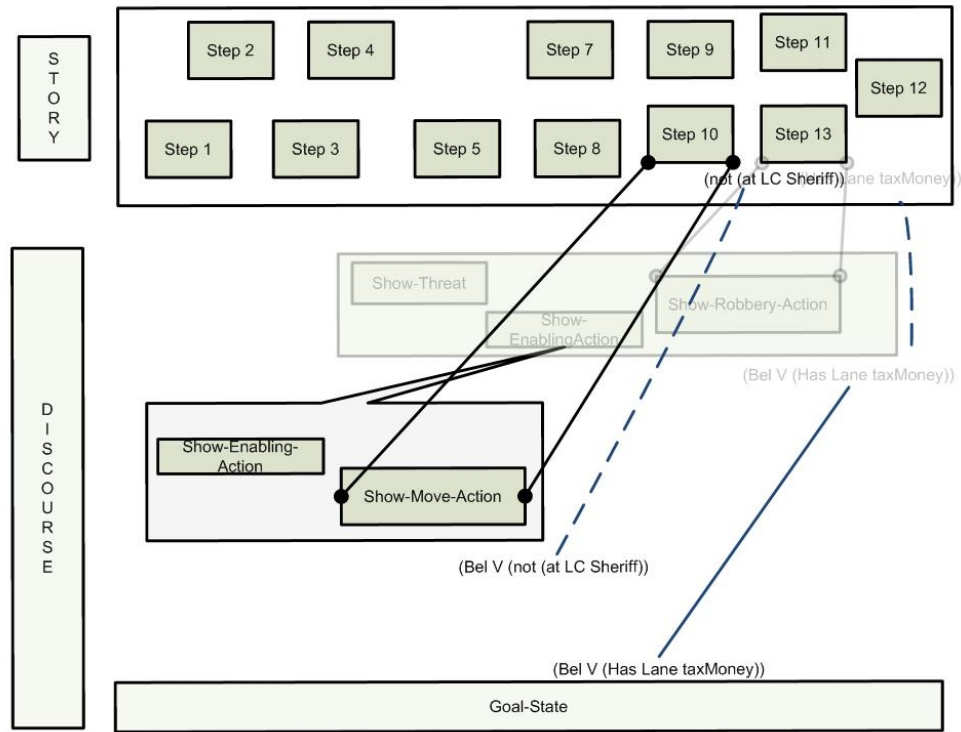 STORY
Step 2
Step 4
Step 7
Step 9
Step 11
Step 12
Step 1
Step 3
Step 5
Step 8
Step 10
Step 13
(not (at LC Sheriff))
Lane taxMoney))
DISCOURSE
Show-Threat
Show-
EnablingAction
Show-Robbery-Action
(Bel V (Has Lane taxMoney))
Show-Enabling-
Action
Show-Move-Action
(Bel V (not (at LC Sheriff))
(Bel V (Has Lane taxMoney))
Goal-State